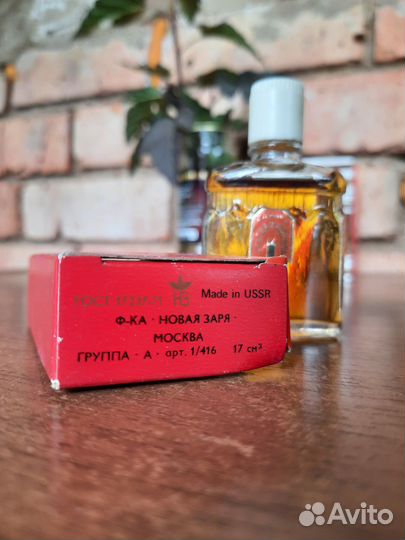 Made in USSR
Ф-КА · НОВАЯ ЗАРЯ ·
МОСКВА
ГРУППА · А · арт. 1/416 17 см³
Avito